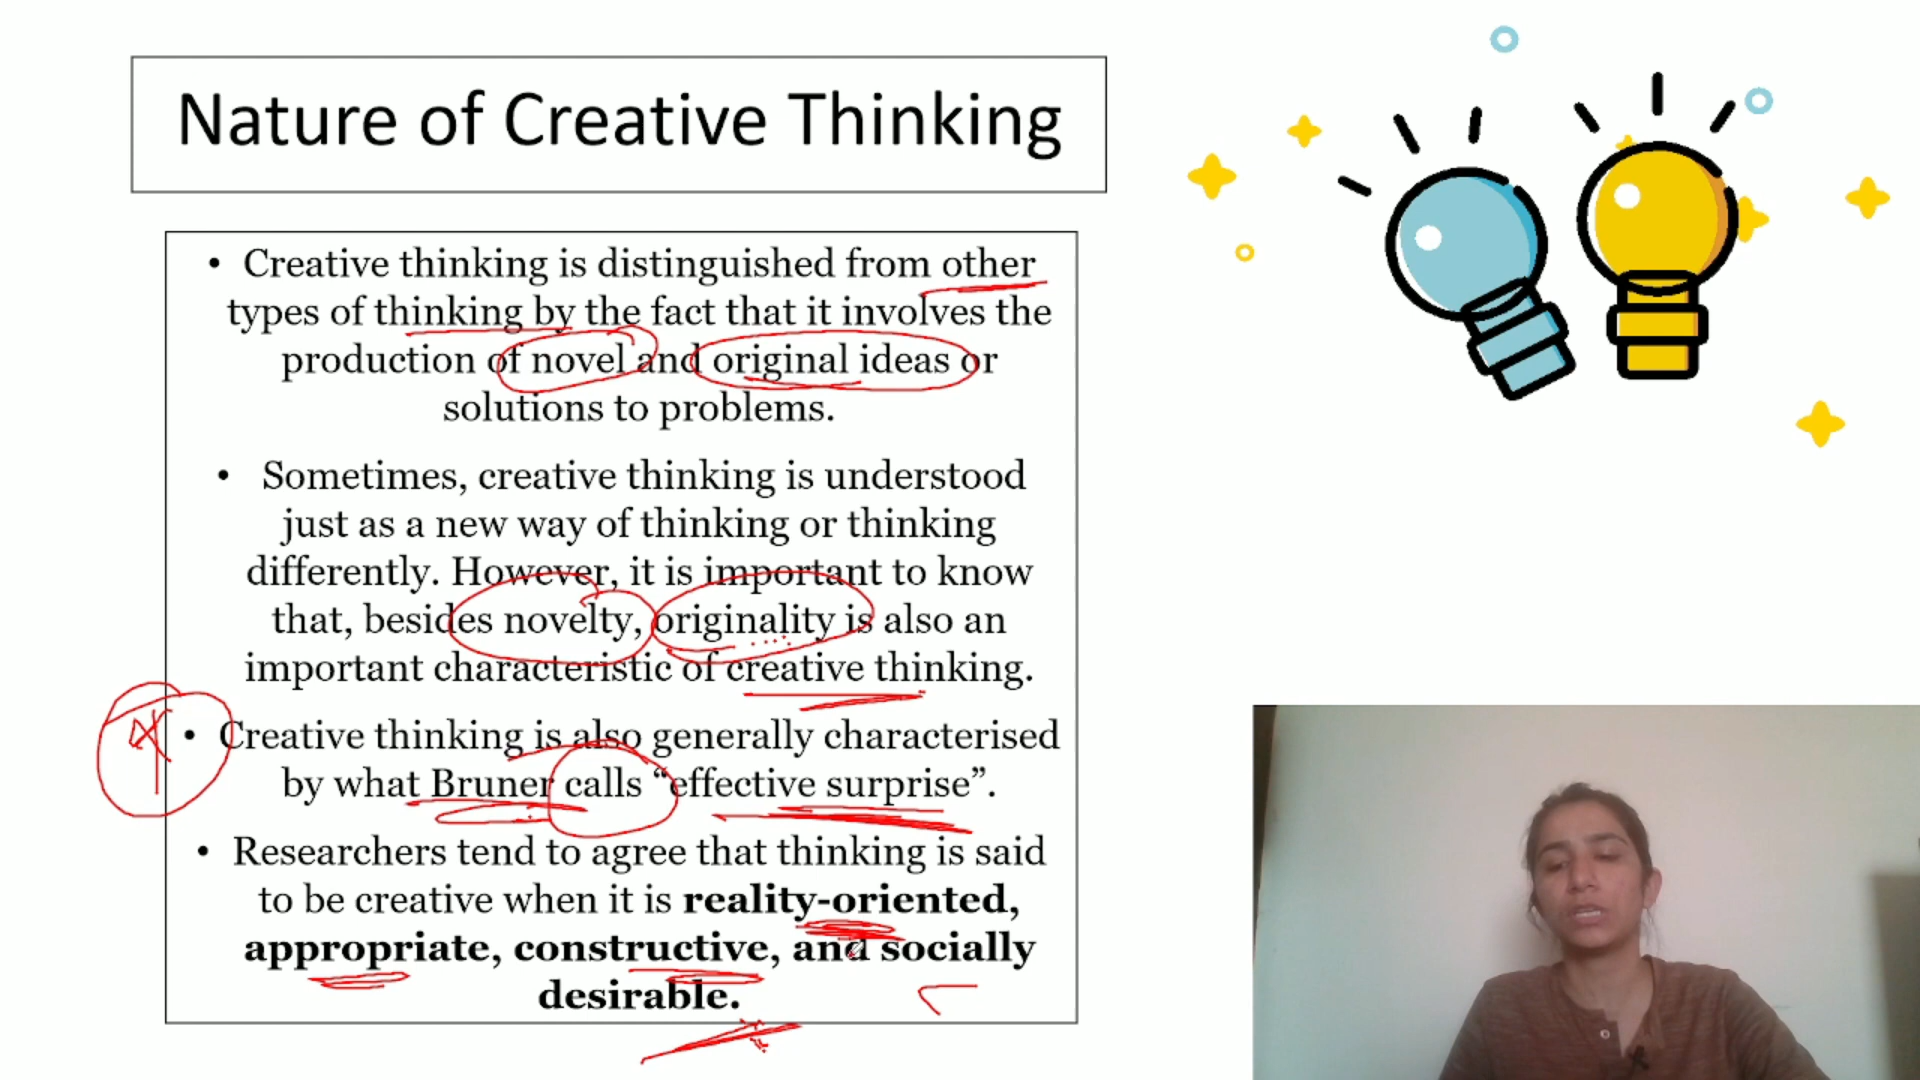 Nature of Creative Thinking
• Creative thinking is distinguished from other
types of thinking by the fact that it involves the
production of novel and original ideas or
solutions to problems.
• Sometimes, creative thinking is understood
just as a new way of thinking or thinking
differently. However, it is important to know
that, besides novelty, originality is also an
important characteristic of creative thinking.
• Creative thinking is also generally characterised
by what Bruner calls “effective surprise”.
• Researchers tend to agree that thinking is said
to be creative when it is reality-oriented,
appropriate, constructive, and socially
desirable.